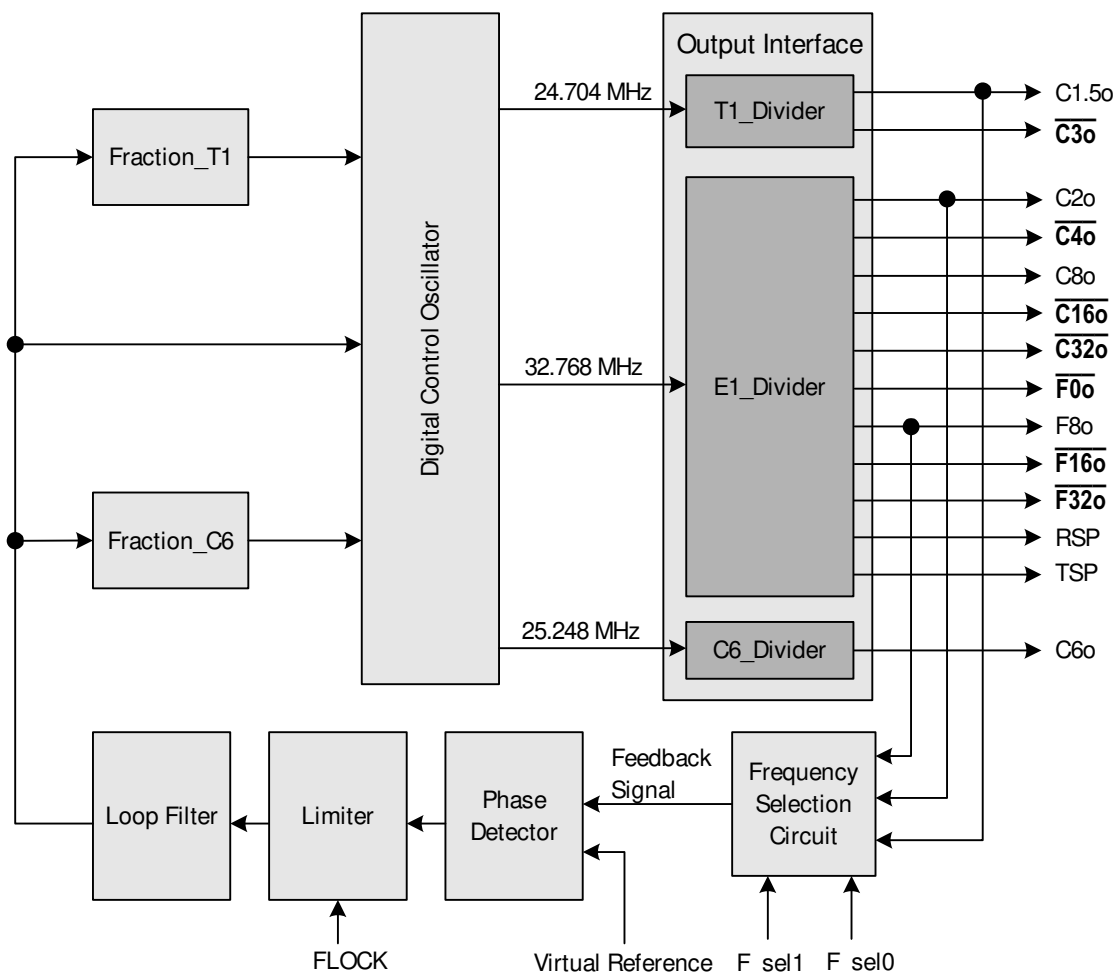 Output Interface
24.704 MHz
T1_Divider
C1.5o
C3o
Fraction_T1
C2o
C4o
C8o
C16o
C32o
Digital Control Oscillator
32.768 MHz
E1_Divider
F0o
F8o
F16o
F32o
Fraction_C6
RSP
TSP
25.248 MHz
C6_Divider
C6o
Loop Filter
Limiter
Phase
Detector
Feedback
Signal
Frequency
Selection
Circuit
FLOCK
Virtual Reference
F_sel1
F_sel0